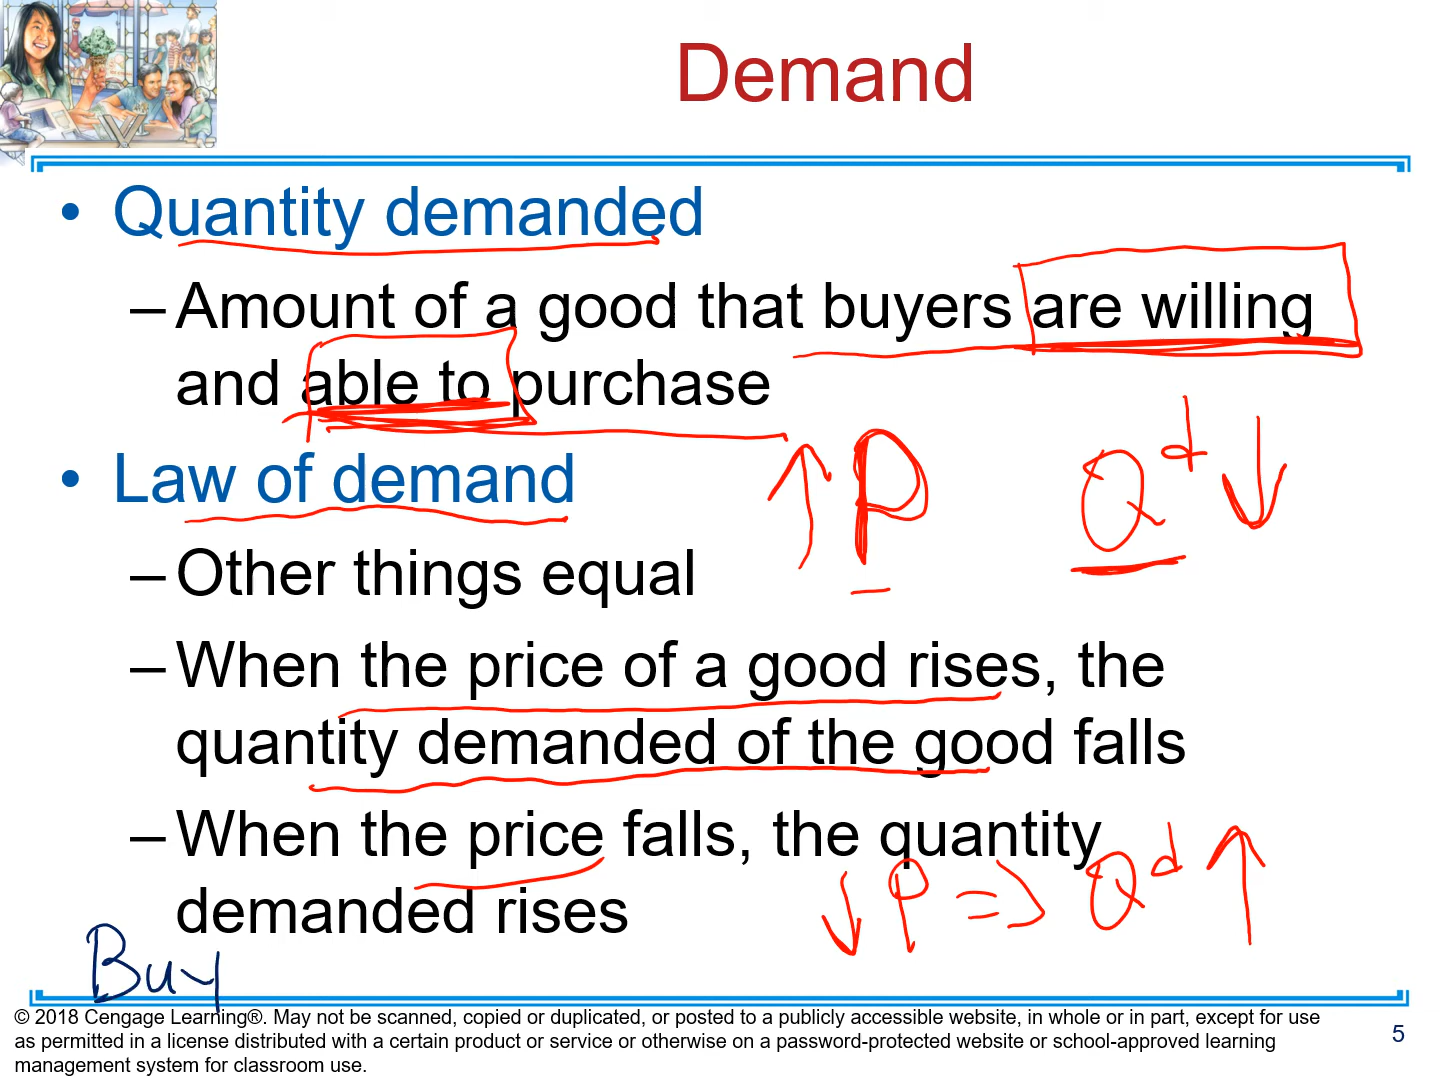 Demand
• Quantity demanded
– Amount of a good that buyers are willing
and able to purchase
↑ P Qd ↓
• Law of demand
– Other things equal
– When the price of a good rises, the
quantity demanded of the good falls
– When the price falls, the quantity
demanded rises
↓ P => Qd ↑
Buy
© 2018 Cengage Learning®. May not be scanned, copied or duplicated, or posted to a publicly accessible website, in whole or in part, except for use
as permitted in a license distributed with a certain product or service or otherwise on a password-protected website or school-approved learning
management system for classroom use.
5